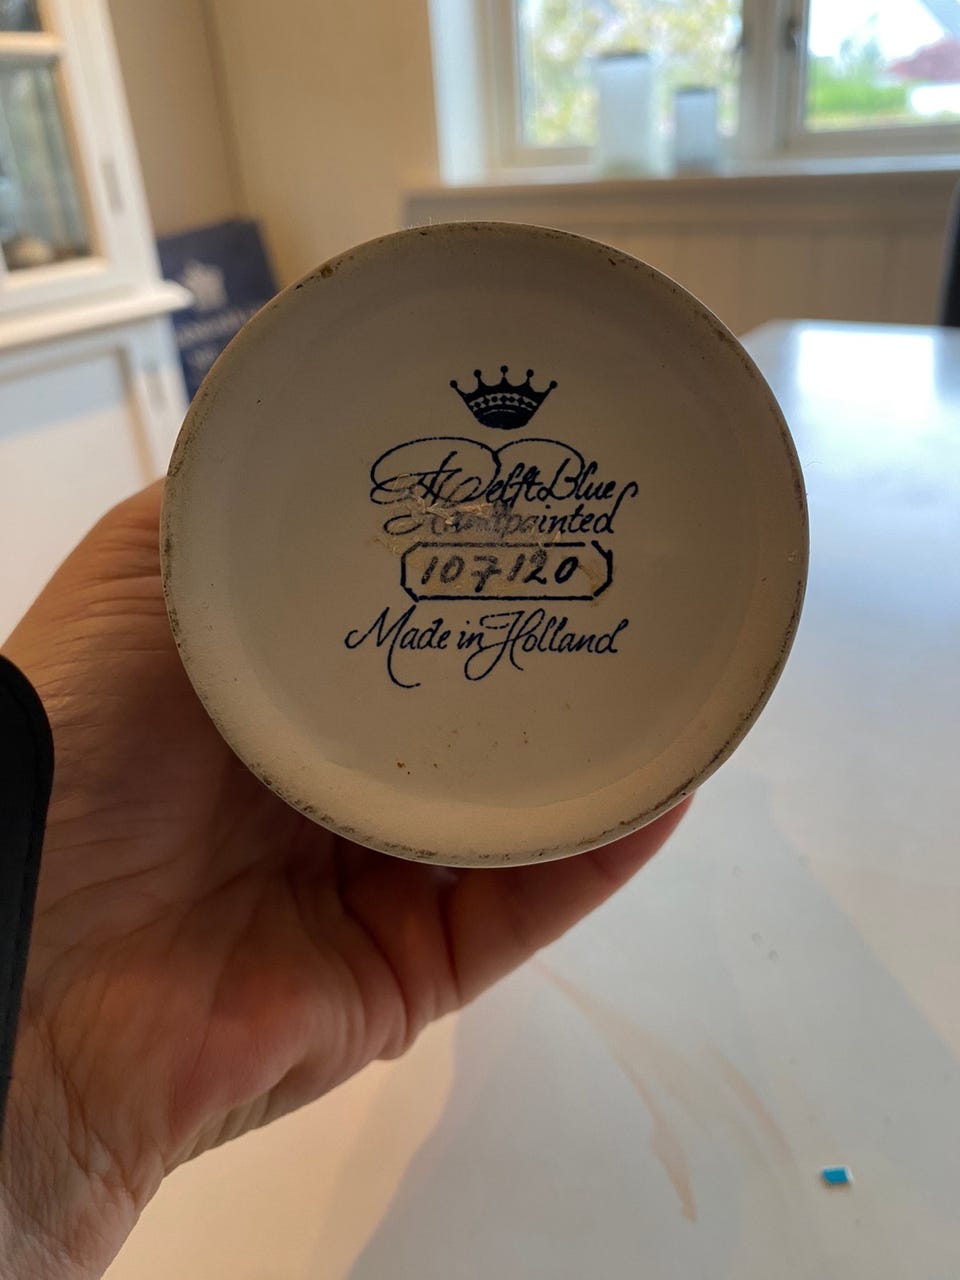 Delft Blue
Handpainted
107120
Made in Holland